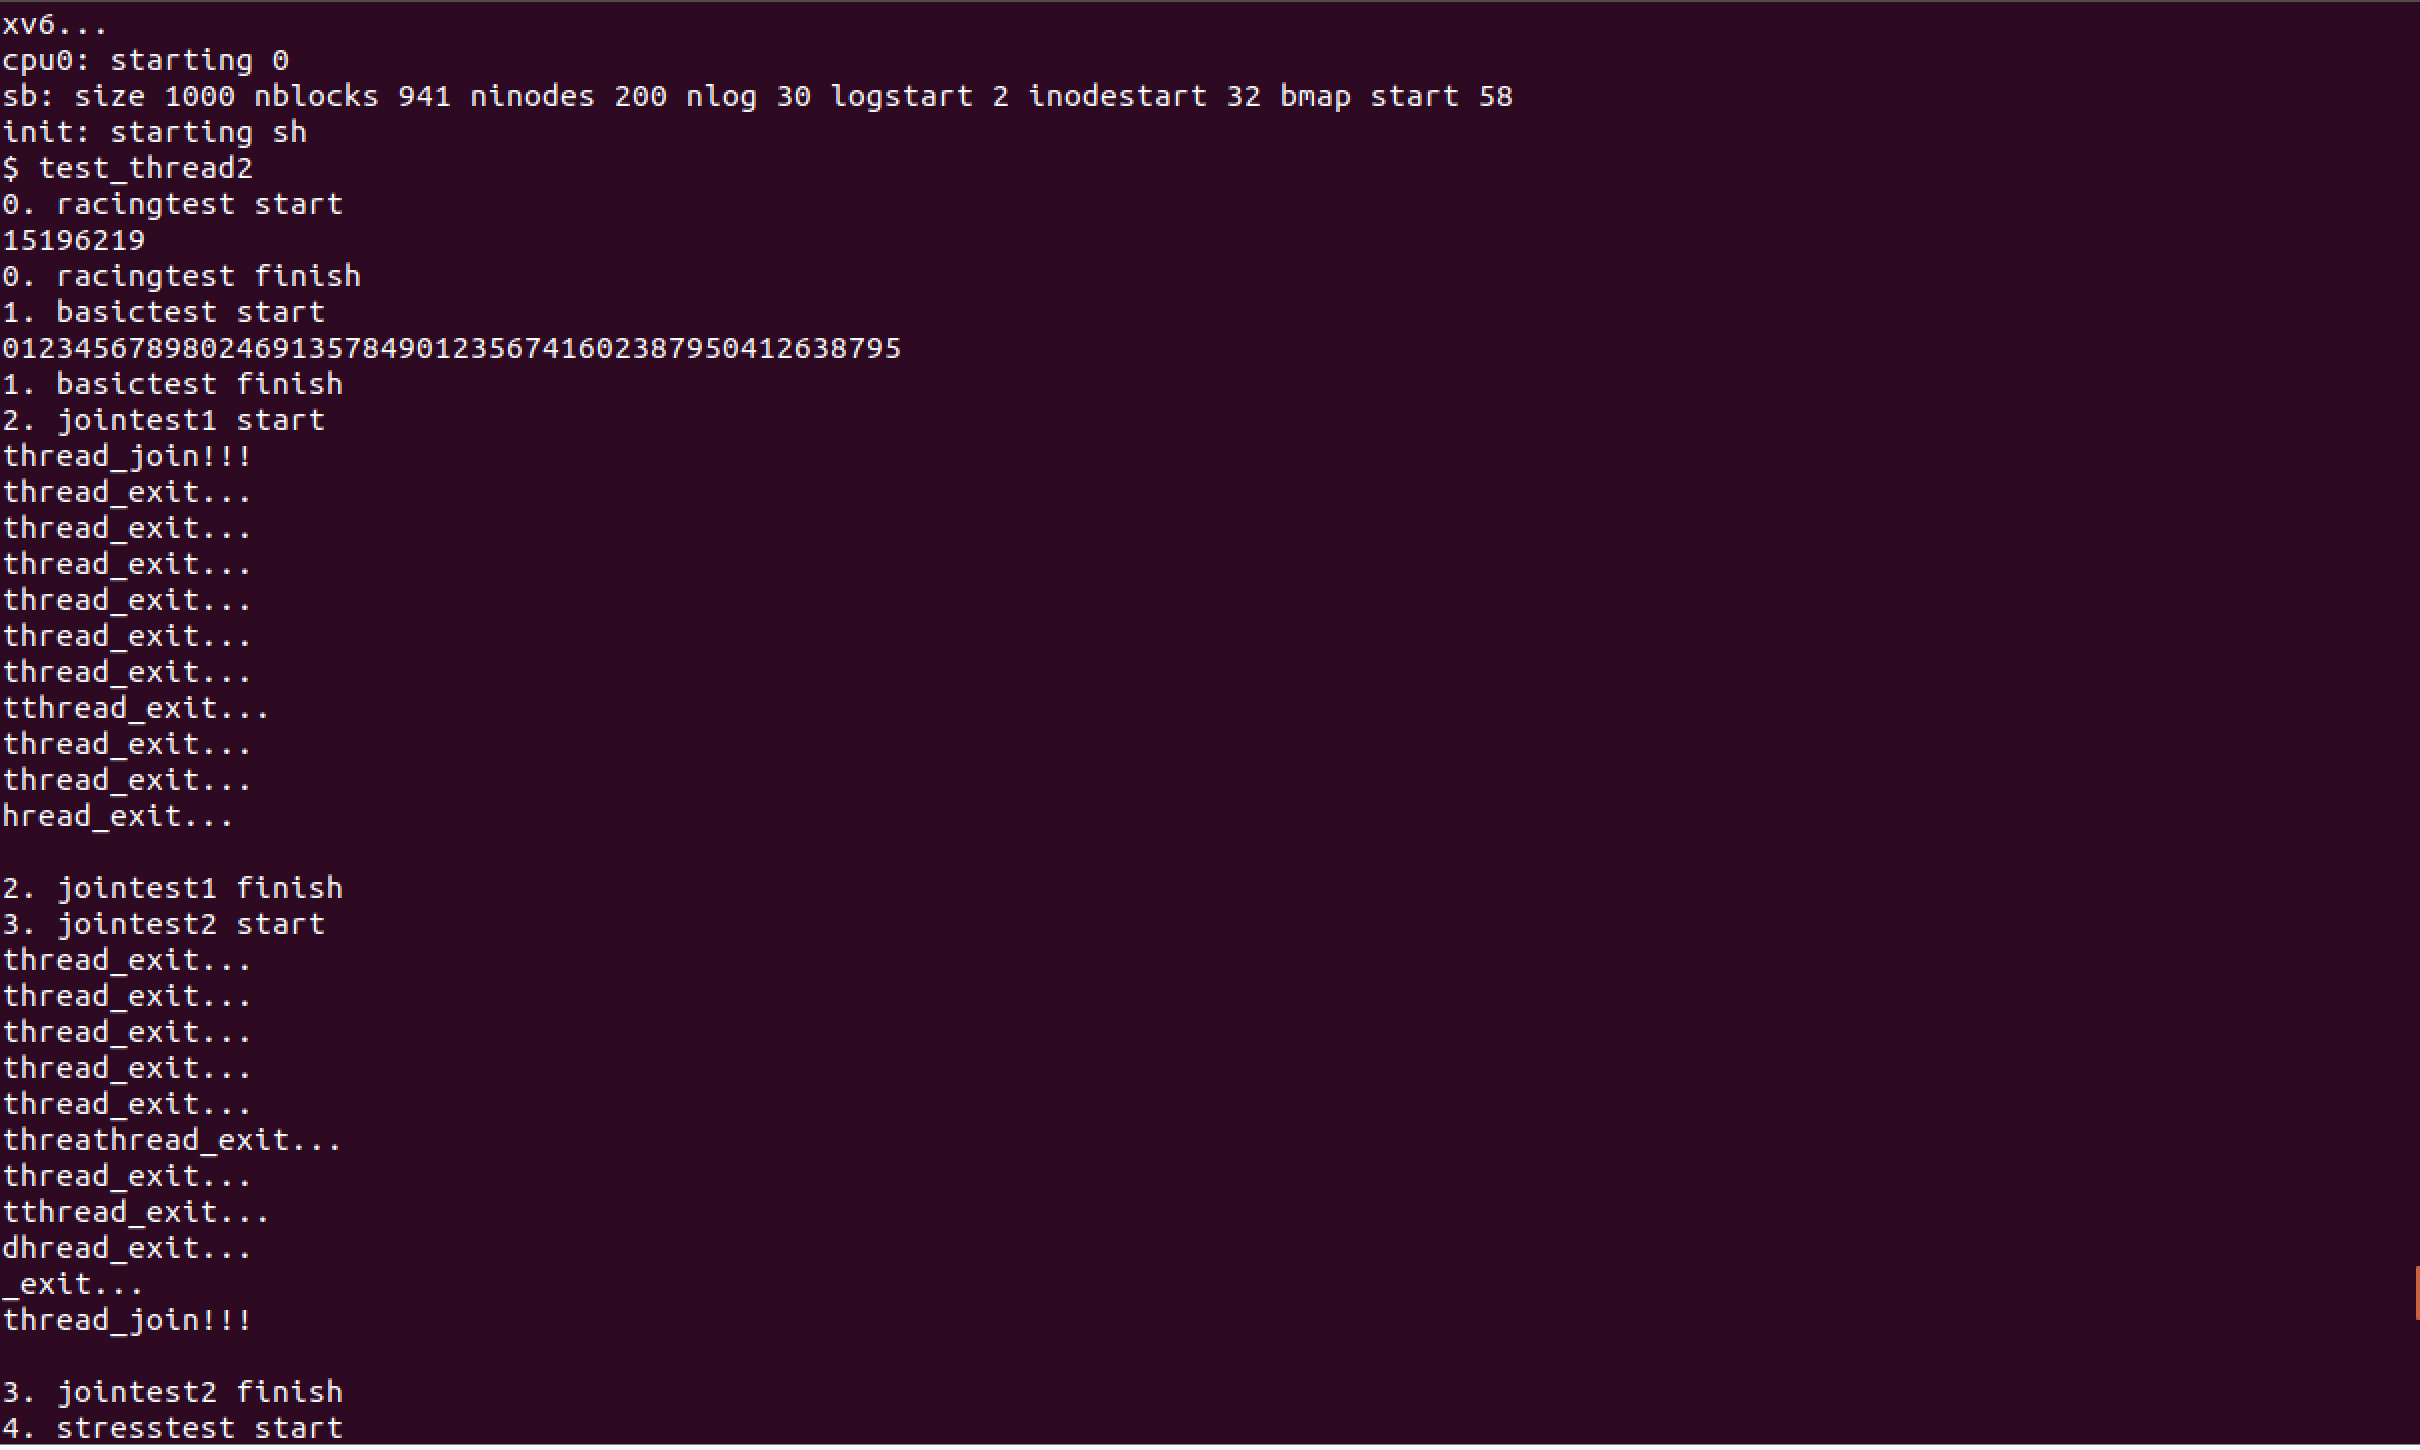 xv6...
cpu0: starting 0
sb: size 1000 nblocks 941 ninodes 200 nlog 30 logstart 2 inodestart 32 bmap start 58
init: starting sh
$ test_thread2
0. racingtest start
15196219
0. racingtest finish
1. basictest start
01234567898024691357849012356741602387950412638795
1. basictest finish
2. jointest1 start
thread_join!!!
thread_exit...
thread_exit...
thread_exit...
thread_exit...
thread_exit...
thread_exit...
tthread_exit...
thread_exit...
thread_exit...
hread_exit...
2. jointest1 finish
3. jointest2 start
thread_exit...
thread_exit...
thread_exit...
thread_exit...
thread_exit...
threathread_exit...
thread_exit...
tthread_exit...
dhread_exit...
_exit...
thread_join!!!
3. jointest2 finish
4. stresstest start